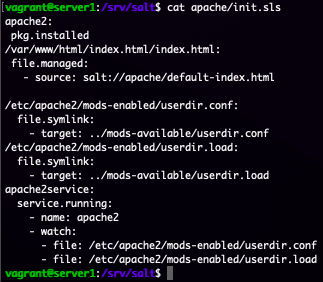 vagrant@server1:/srv/salt$ cat apache/init.sls
apache2:
 pkg.installed
/var/www/html/index.html/index.html:
 file.managed:
   - source: salt://apache/default-index.html

/etc/apache2/mods-enabled/userdir.conf:
  file.symlink:
    - target: ../mods-available/userdir.conf
/etc/apache2/mods-enabled/userdir.load:
  file.symlink:
    - target: ../mods-available/userdir.load
apache2service:
  service.running:
    - name: apache2
    - watch:
      - file: /etc/apache2/mods-enabled/userdir.conf
      - file: /etc/apache2/mods-enabled/userdir.load
vagrant@server1:/srv/salt$